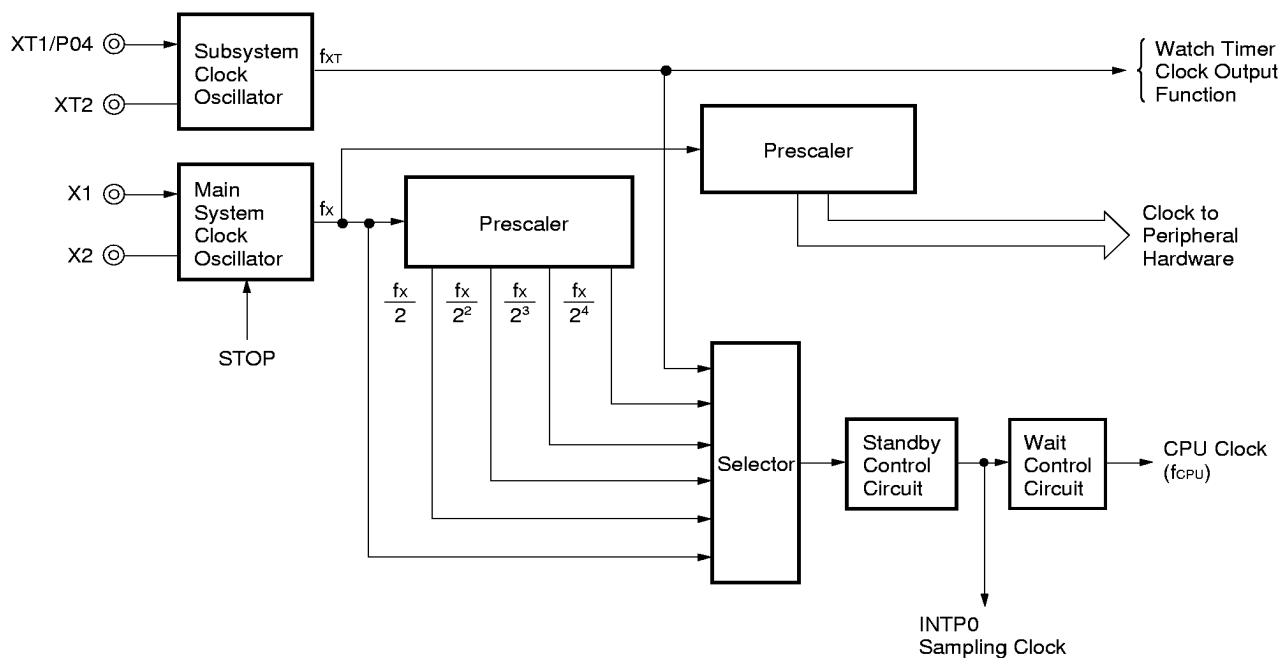 XT1/P04
XT2
Subsystem
Clock
Oscillator
fXT
Watch Timer
Clock Output
Function
X1
X2
Main
System
Clock
Oscillator
fX
STOP
Prescaler
Prescaler
Clock to
Peripheral
Hardware
fX/2
fX/2²
fX/2³
fX/2⁴
Selector
Standby
Control
Circuit
Wait
Control
Circuit
CPU Clock
(fCPU)
INTP0
Sampling Clock